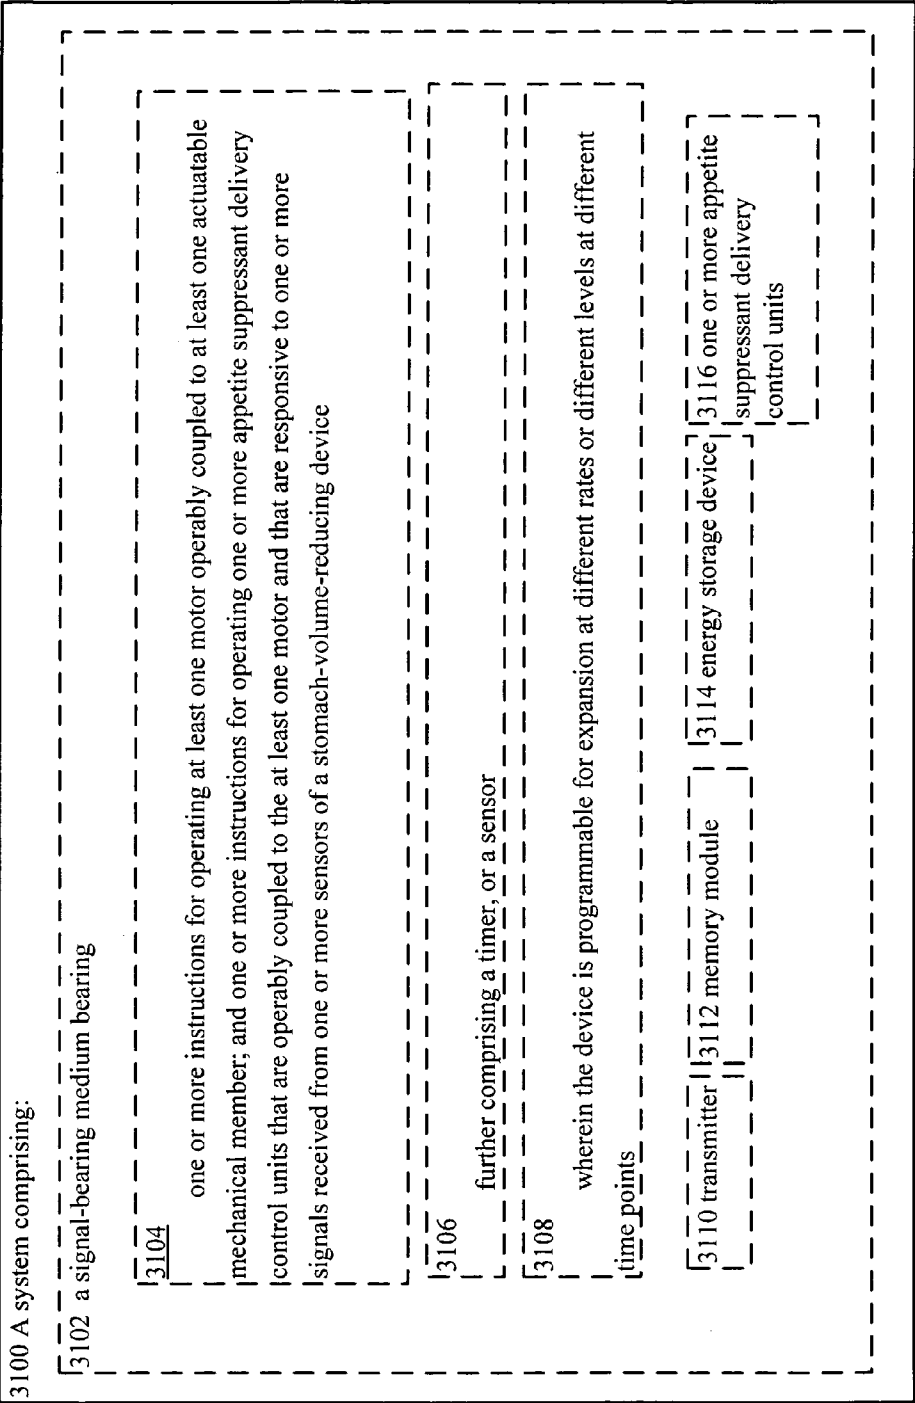 3100 A system comprising:
3102 a signal-bearing medium bearing
3104
one or more instructions for operating at least one motor operably coupled to at least one actuatable
mechanical member; and one or more instructions for operating one or more appetite suppressant delivery
control units that are operably coupled to the at least one motor and that are responsive to one or more
signals received from one or more sensors of a stomach-volume-reducing device
3106
further comprising a timer, or a sensor
3108
wherein the device is programmable for expansion at different rates or different levels at different
time points
3110 transmitter
3112 memory module
3114 energy storage device
3116 one or more appetite
suppressant delivery
control units